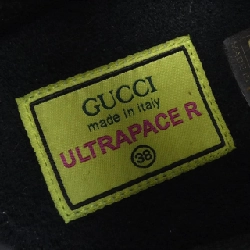 GUCCI
made in italy
ULTRAPACE R
38